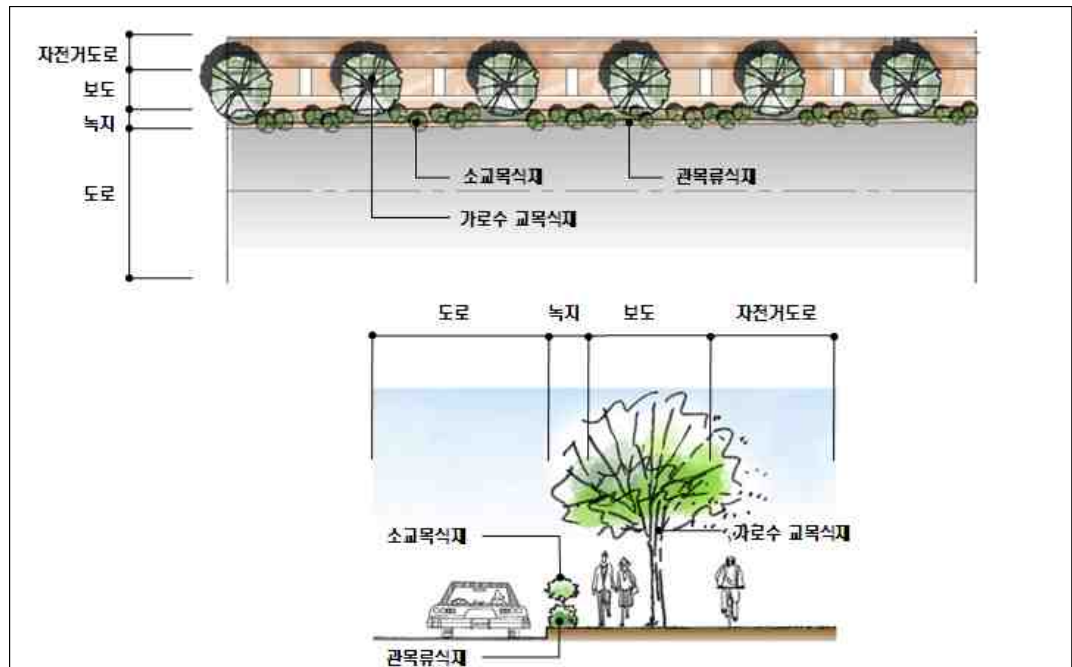 자전거도로
보도
녹지
도로
소교목식재
관목류식재
가로수 교목식재
도로
녹지
보도
자전거도로
소교목식재
가로수 교목식재
관목류식재